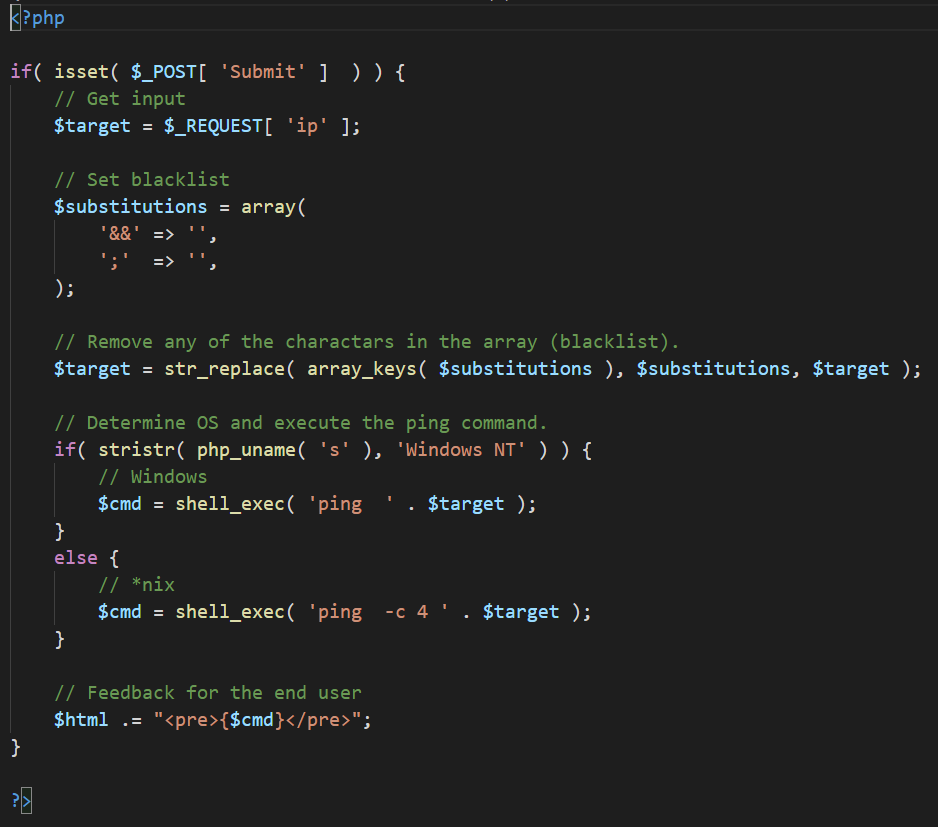 <?php
if( isset( $_POST[ 'Submit' ]  ) ) {
    // Get input
    $target = $_REQUEST[ 'ip' ];
    // Set blacklist
    $substitutions = array(
        '&&' => '',
        ';'  => '',
    );
    // Remove any of the charactars in the array (blacklist).
    $target = str_replace( array_keys( $substitutions ), $substitutions, $target );
    // Determine OS and execute the ping command.
    if( stristr( php_uname( 's' ), 'Windows NT' ) ) {
        // Windows
        $cmd = shell_exec( 'ping  ' . $target );
    }
    else {
        // *nix
        $cmd = shell_exec( 'ping  -c 4 ' . $target );
    }
    // Feedback for the end user
    $html .= "<pre>{$cmd}</pre>";
}
?>